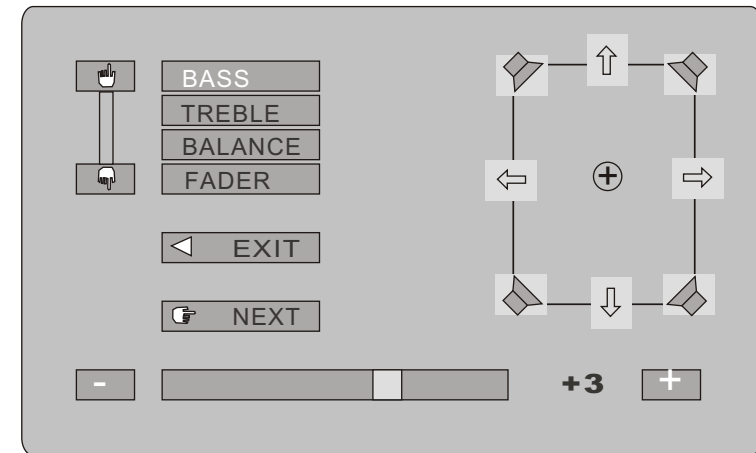 BASS
TREBLE
BALANCE
FADER
EXIT
NEXT
- +3 +